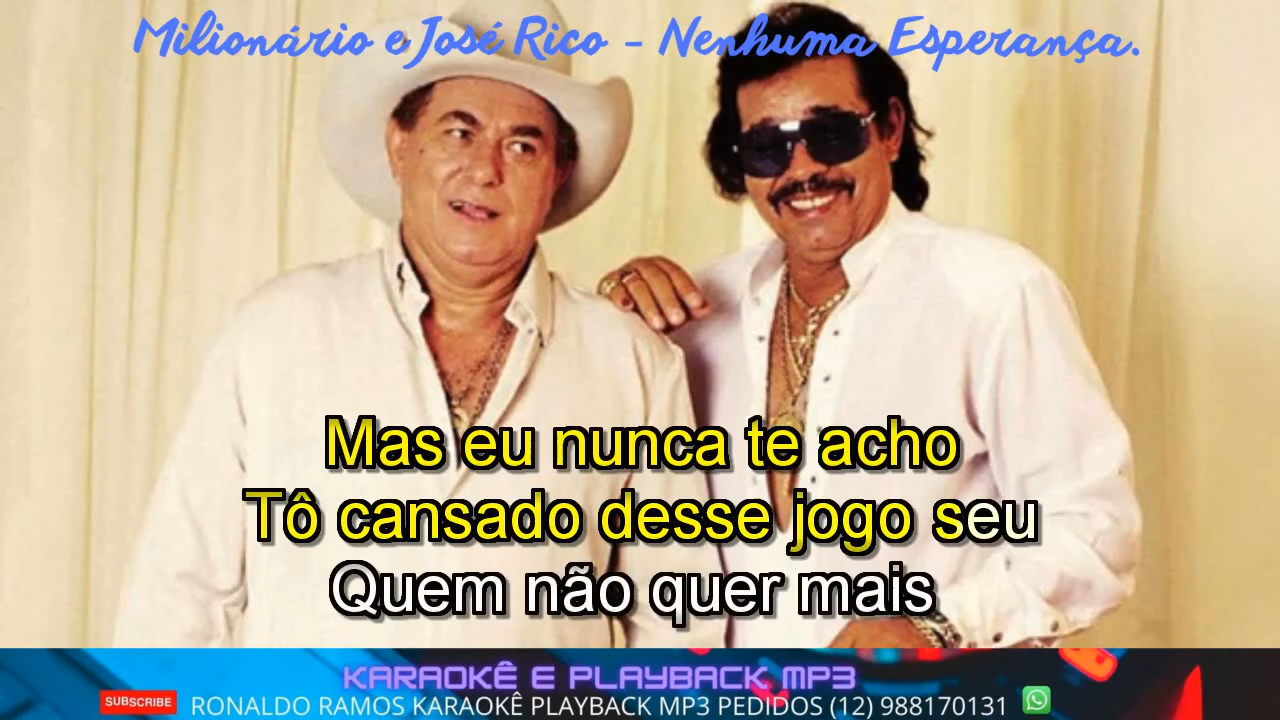 Milionário e José Rico - Nenhuma Esperança.
Mas eu nunca te acho
Tô cansado desse jogo seu
Quem não quer mais
KARAOKÊ E PLAYBACK MP3
SUBSCRIBE RONALDO RAMOS KARAOKÊ PLAYBACK MP3 PEDIDOS (12) 988170131